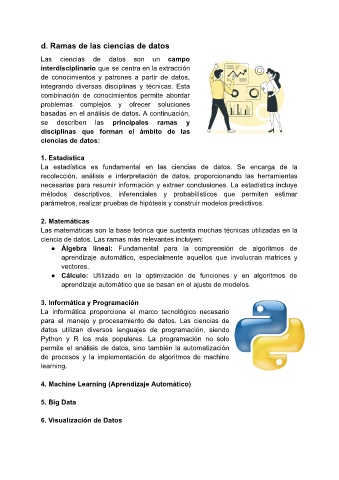 d. Ramas de las ciencias de datos
Las ciencias de datos son un campo
interdisciplinario que se centra en la extracción
de conocimientos y patrones a partir de datos,
integrando diversas disciplinas y técnicas. Esta
combinación de conocimientos permite abordar
problemas complejos y ofrecer soluciones
basadas en el análisis de datos. A continuación,
se describen las principales ramas y
disciplinas que forman el ámbito de las
ciencias de datos:
1. Estadística
La estadística es fundamental en las ciencias de datos. Se encarga de la
recolección, análisis e interpretación de datos, proporcionando las herramientas
necesarias para resumir información y extraer conclusiones. La estadística incluye
métodos descriptivos, inferenciales y probabilísticos que permiten estimar
parámetros, realizar pruebas de hipótesis y construir modelos predictivos.
2. Matemáticas
Las matemáticas son la base teórica que sustenta muchas técnicas utilizadas en la
ciencia de datos. Las ramas más relevantes incluyen:
● Álgebra lineal: Fundamental para la comprensión de algoritmos de
aprendizaje automático, especialmente aquellos que involucran matrices y
vectores.
● Cálculo: Utilizado en la optimización de funciones y en algoritmos de
aprendizaje automático que se basan en el ajuste de modelos.
3. Informática y Programación
La informática proporciona el marco tecnológico necesario
para el manejo y procesamiento de datos. Las ciencias de
datos utilizan diversos lenguajes de programación, siendo
Python y R los más populares. La programación no solo
permite el análisis de datos, sino también la automatización
de procesos y la implementación de algoritmos de machine
learning.
4. Machine Learning (Aprendizaje Automático)
5. Big Data
6. Visualización de Datos